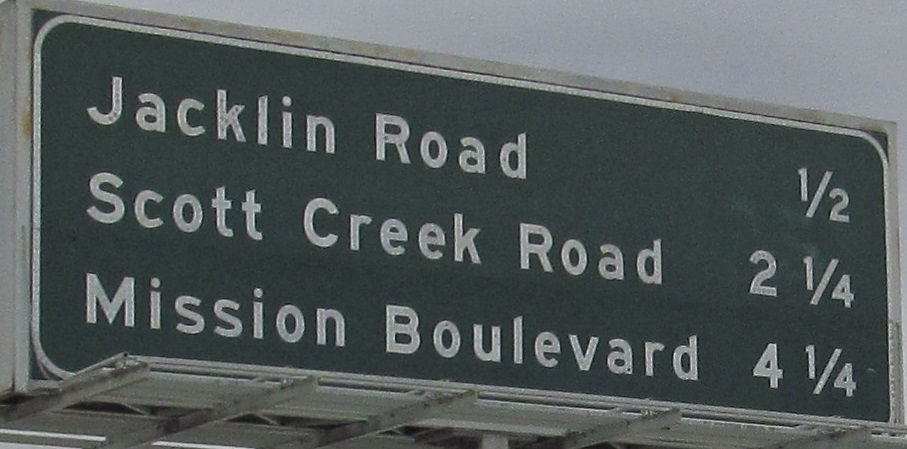 Jacklin Road 1/2
Scott Creek Road 2 1/4
Mission Boulevard 4 1/4